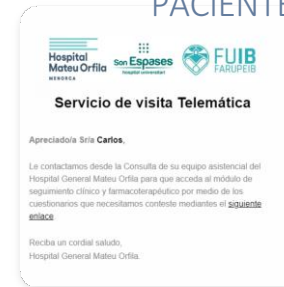 PACIENTE
Hospital
Mateu Orfila
MENORCA
Son Espases
hospital universitari
FUIB
FARUPEIB
Servicio de visita Telemática
Apreciado/a Sr/a Carlos,
Le contactamos desde la Consulta de su equipo asistencial del
Hospital General Mateu Orfila para que acceda al módulo de
seguimiento clínico y farmacoterapéutico por medio de los
cuestionarios que necesitamos conteste mediantes el siguiente
enlace
Reciba un cordial saludo,
Hospital General Mateu Orfila.